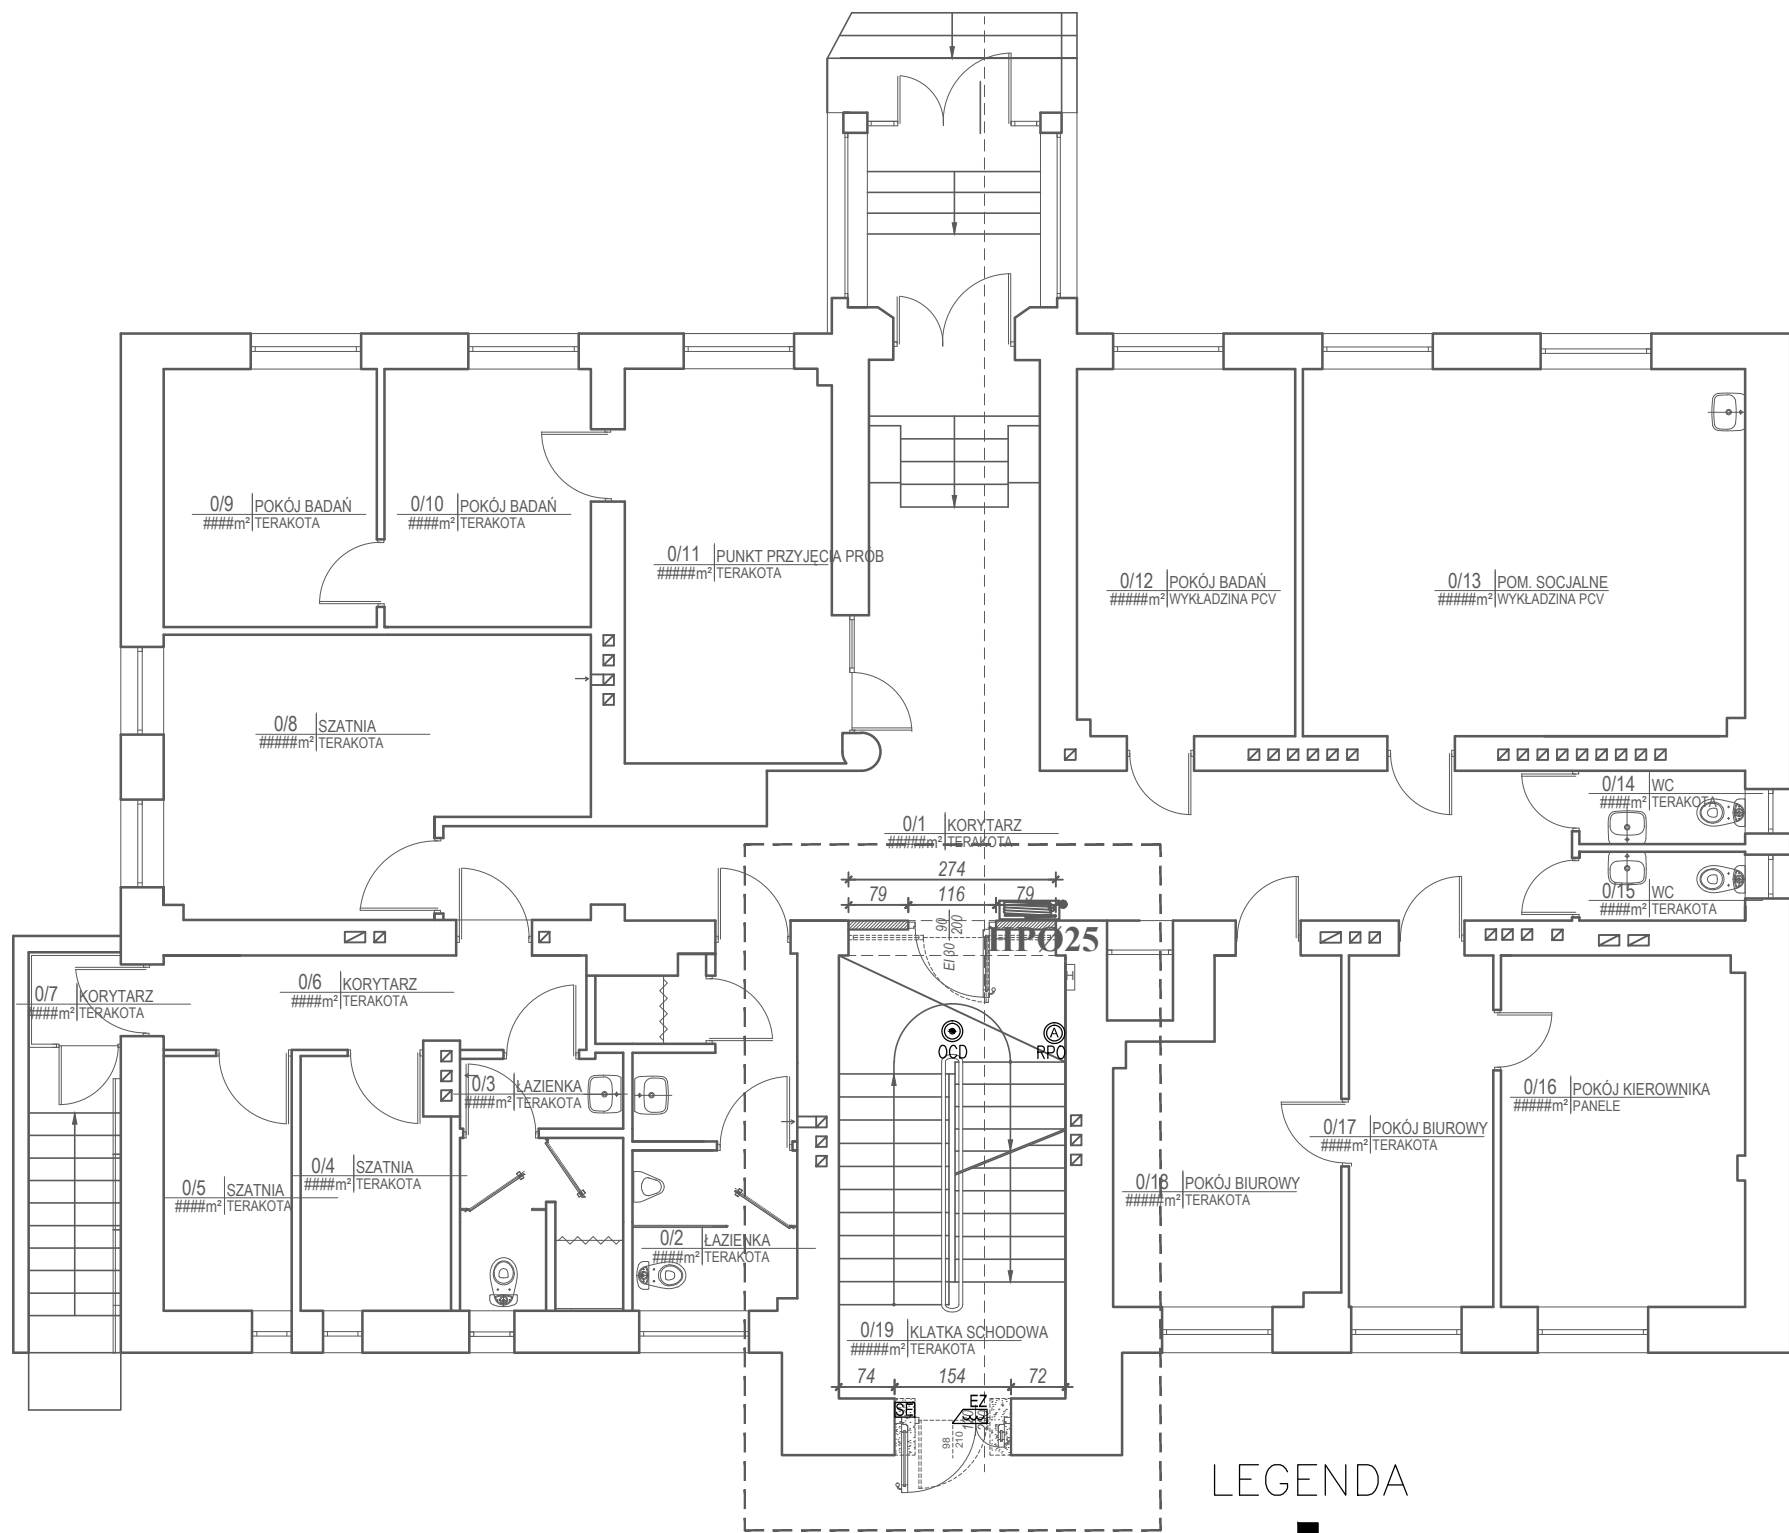 0/9 POKÓJ BADAŃ
####m² TERAKOTA
0/10 POKÓJ BADAŃ
####m² TERAKOTA
0/11 PUNKT PRZYJĘCIA PRÓB
#####m² TERAKOTA
0/12 POKÓJ BADAŃ
#####m² WYKŁADZINA PCV
0/13 POM. SOCJALNE
#####m² WYKŁADZINA PCV
0/8 SZATNIA
#####m² TERAKOTA
0/14 WC
####m² TERAKOTA
0/1 KORYTARZ
#####m² TERAKOTA
274
79 116 79
0/15 WC
####m² TERAKOTA
90
200
EI 30
ПРØ25
0/7 KORYTARZ
####m² TERAKOTA
0/6 KORYTARZ
####m² TERAKOTA
OCD
A
RPO
0/3 ŁAZIENKA
####m² TERAKOTA
0/16 POKÓJ KIEROWNIKA
#####m² PANELE
0/17 POKÓJ BIUROWY
####m² TERAKOTA
0/4 SZATNIA
####m² TERAKOTA
0/5 SZATNIA
####m² TERAKOTA
0/18 POKÓJ BIUROWY
#####m² TERAKOTA
0/2 ŁAZIENKA
####m² TERAKOTA
0/19 KLATKA SCHODOWA
#####m² TERAKOTA
74 154 72
SE
EZ
98
210
LEGENDA